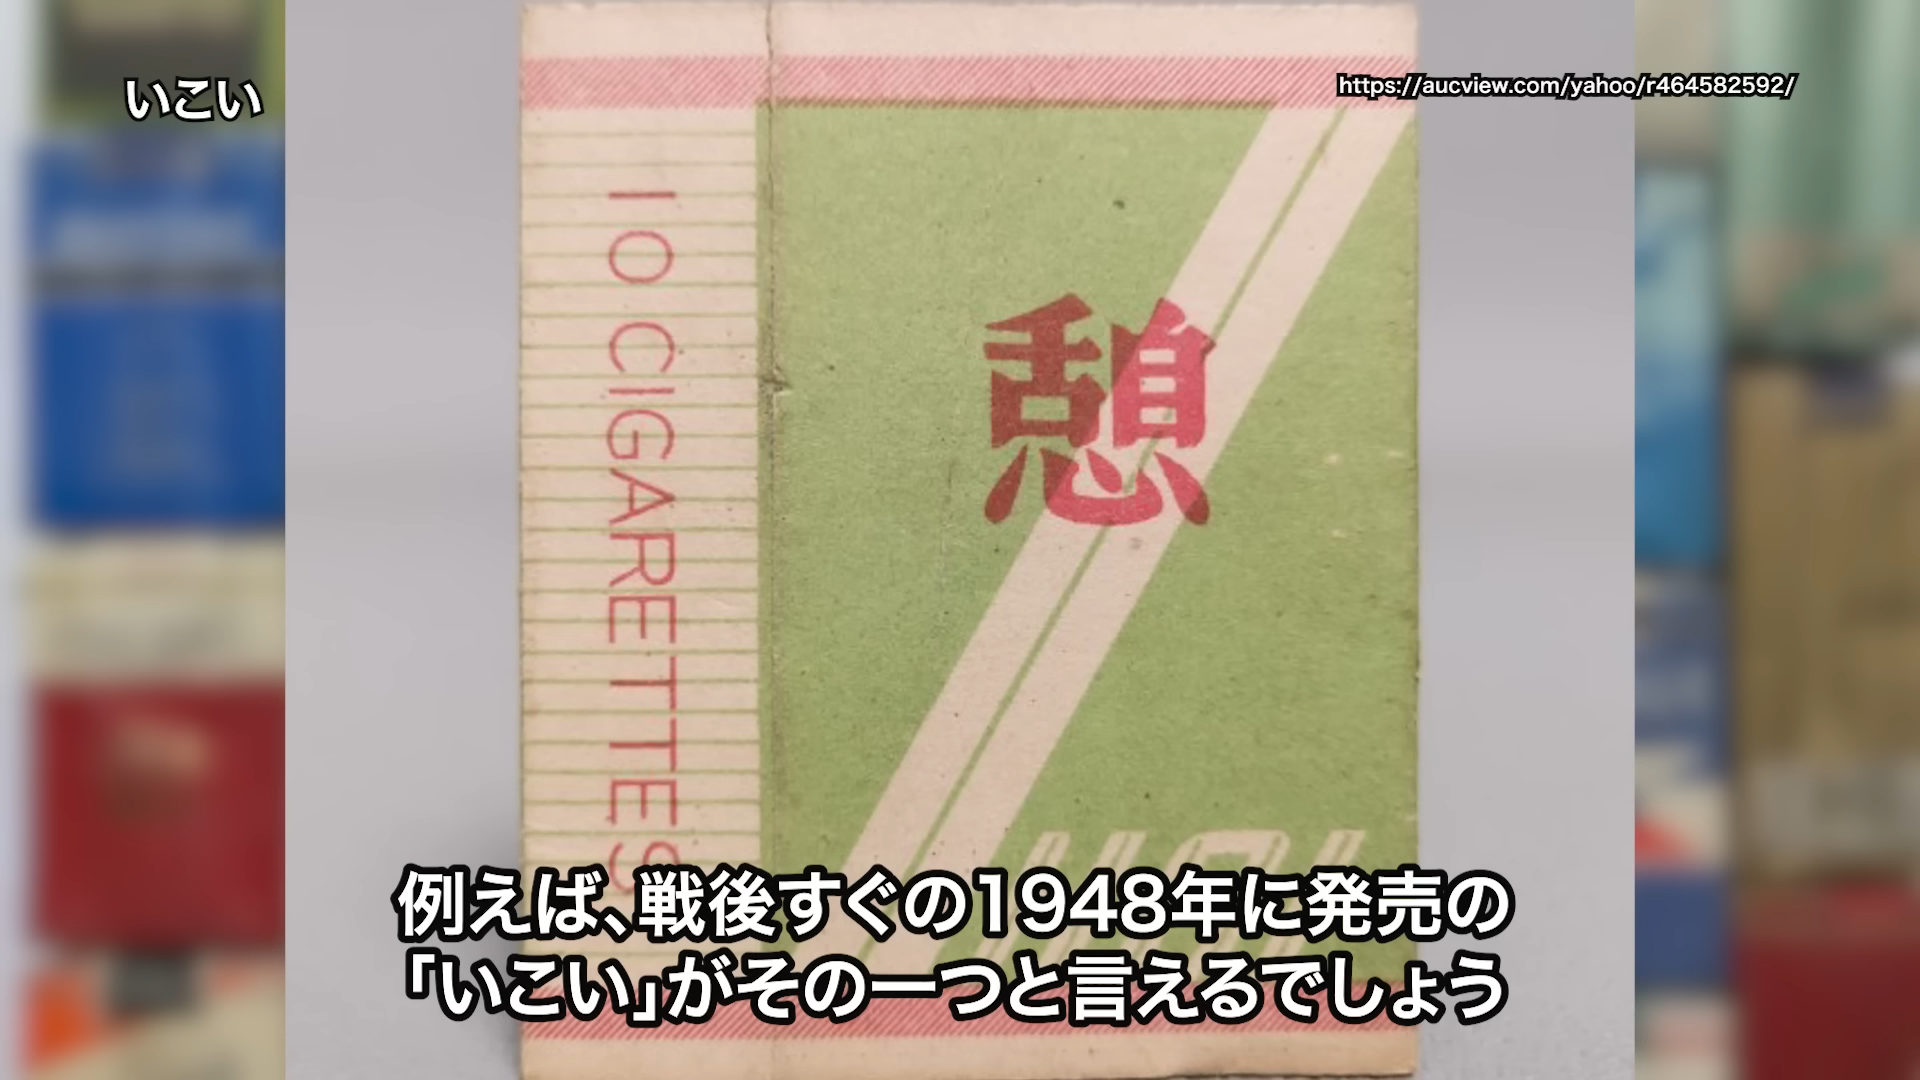 いこい
https://aucview.com/yahoo/r464582592/
10 CIGARETTES
憩
例えば、戦後すぐの1948年に発売の
「いこい」がその一つと言えるでしょう